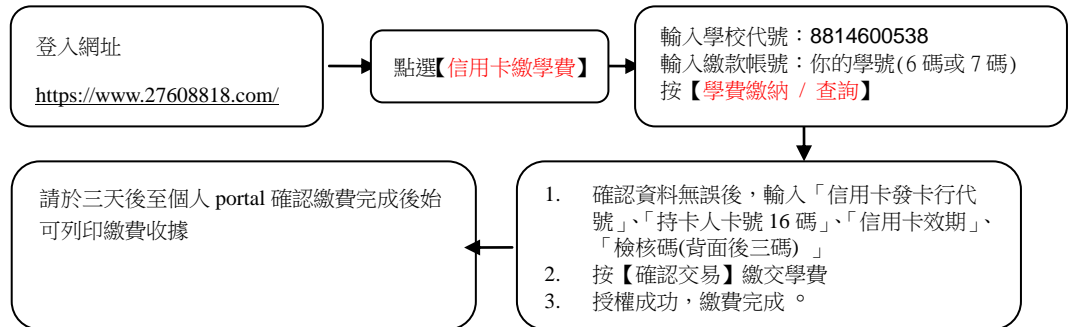 登入網址
https://www.27608818.com/
點選【信用卡繳學費】
輸入學校代號：8814600538
輸入繳款帳號：你的學號(6 碼或 7 碼)
按【學費繳納 / 查詢】
1. 確認資料無誤後，輸入「信用卡發卡行代
號」、「持卡人卡號 16 碼」、「信用卡效期」、
「檢核碼(背面後三碼) 」
2. 按【確認交易】繳交學費
3. 授權成功，繳費完成 。
請於三天後至個人 portal 確認繳費完成後始
可列印繳費收據